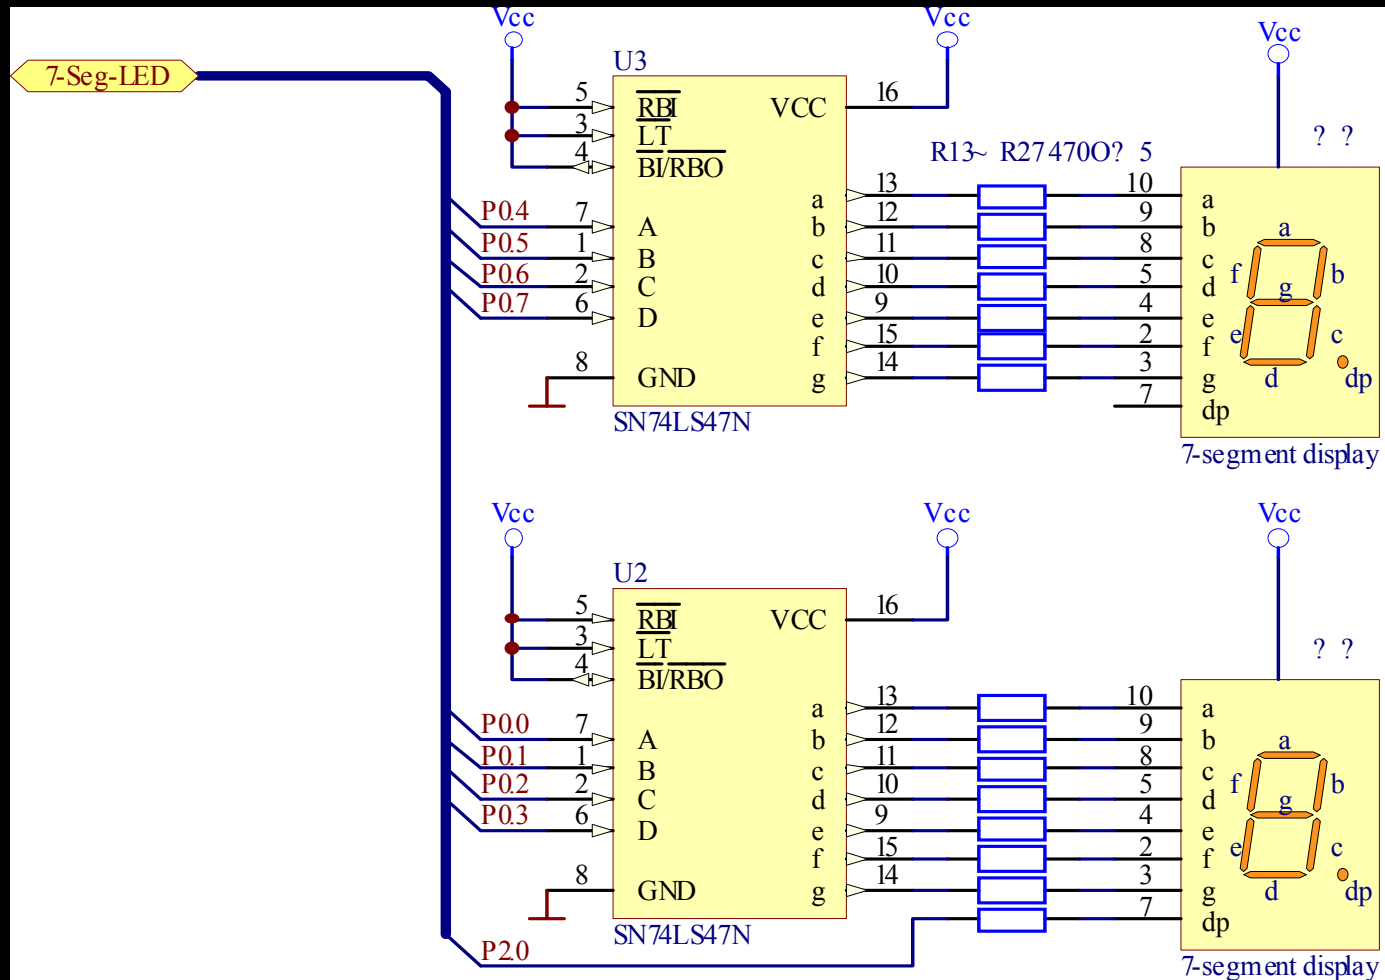 Vcc
Vcc
Vcc
7-Seg-LED
U3
5 RBI VCC 16
3 LT
4 BI/RBO
R13~ R27 470O? 5
? ?
a 13 10 a
P0.4 7 A b 12 9 b
P0.5 1 B c 11 8 c
P0.6 2 C d 10 5 d
P0.7 6 D e 9 4 e
f 15 2 f
8 GND g 14 3 g
7 dp
a
f b
g
e c
d dp
SN74LS47N
7-segment display
Vcc
Vcc
Vcc
U2
5 RBI VCC 16
3 LT
4 BI/RBO
? ?
a 13 10 a
P0.0 7 A b 12 9 b
P0.1 1 B c 11 8 c
P0.2 2 C d 10 5 d
P0.3 6 D e 9 4 e
f 15 2 f
8 GND g 14 3 g
7 dp
a
f b
g
e c
d dp
SN74LS47N
P2.0
7-segment display